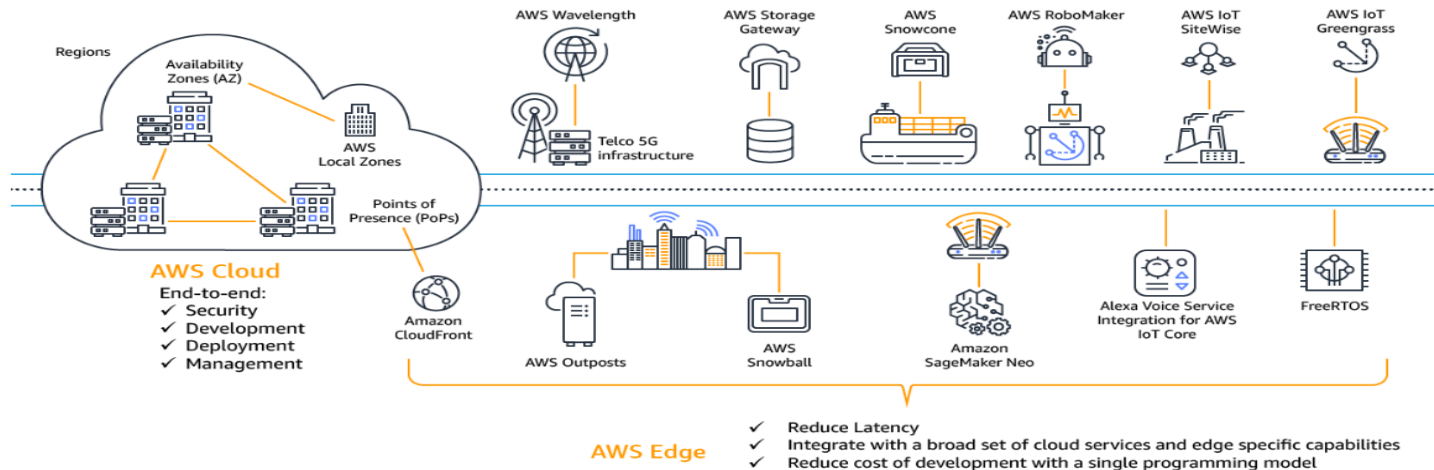 Regions
Availability
Zones (AZ)
AWS
Local Zones
Points of
Presence (PoPs)
AWS Cloud
End-to-end:
✓ Security
✓ Development
✓ Deployment
✓ Management
Amazon
CloudFront
AWS Wavelength
Telco 5G
infrastructure
AWS Storage
Gateway
AWS
Snowcone
AWS RoboMaker
AWS IoT
SiteWise
AWS IoT
Greengrass
AWS Outposts
AWS
Snowball
Amazon
SageMaker Neo
Alexa Voice Service
Integration for AWS
IoT Core
FreeRTOS
AWS Edge
✓ Reduce Latency
✓ Integrate with a broad set of cloud services and edge specific capabilities
✓ Reduce cost of development with a single programming model